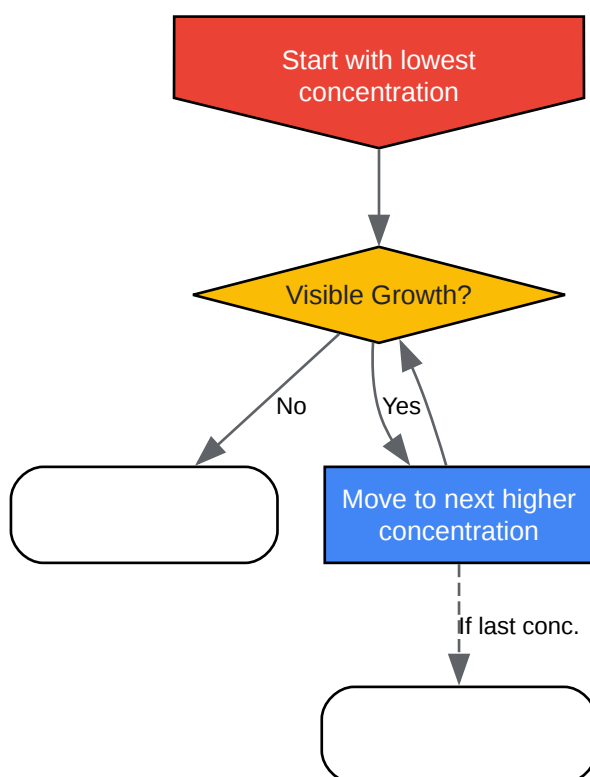 Start with lowest
concentration
Visible Growth?
No
Yes
Move to next higher
concentration
If last conc.